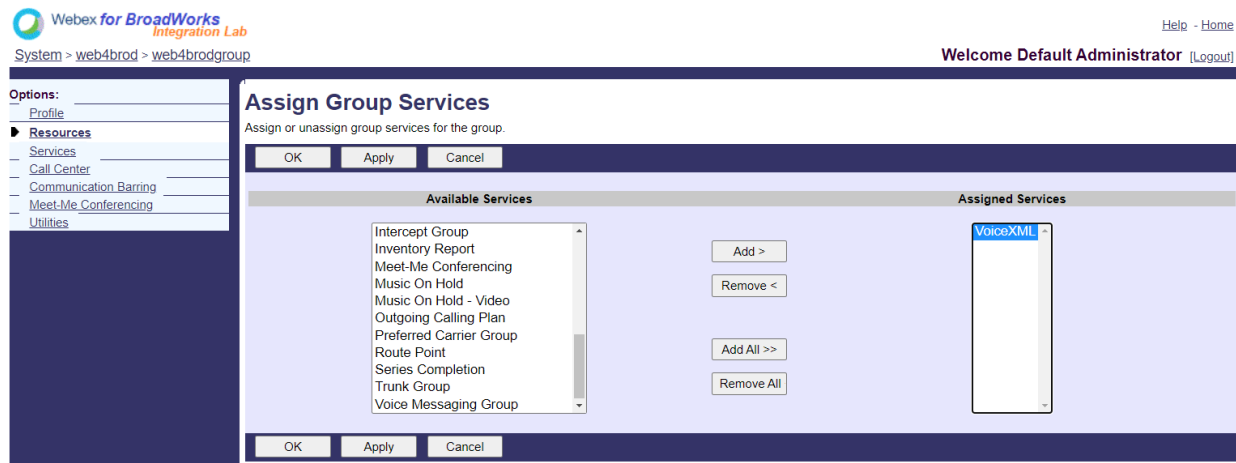 Webex for BroadWorks
Integration Lab
Help - Home
System > web4brod > web4brodgroup
Welcome Default Administrator [Logout]
Options:
Profile
Resources
Services
Call Center
Communication Barring
Meet-Me Conferencing
Utilities
Assign Group Services
Assign or unassign group services for the group.
OK Apply Cancel
Available Services Assigned Services
Intercept Group
Inventory Report
Meet-Me Conferencing
Music On Hold
Music On Hold - Video
Outgoing Calling Plan
Preferred Carrier Group
Route Point
Series Completion
Trunk Group
Voice Messaging Group
Add >
Remove <
Add All >>
Remove All
VoiceXML
OK Apply Cancel